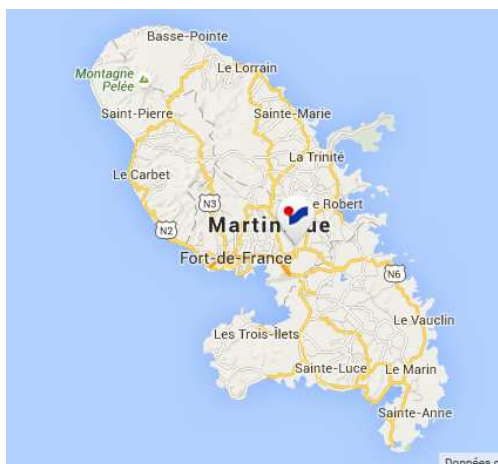 Basse-Pointe
Montagne
Pelée
Le Lorrain
Saint-Pierre
Sainte-Marie
La Trinité
Le Carbet
N3
e Robert
N2
Martin ue
Fort-de-France
N6
Les Trois-Îlets
Le Vauclin
Sainte-Luce
Le Marin
Sainte-Anne
Données c